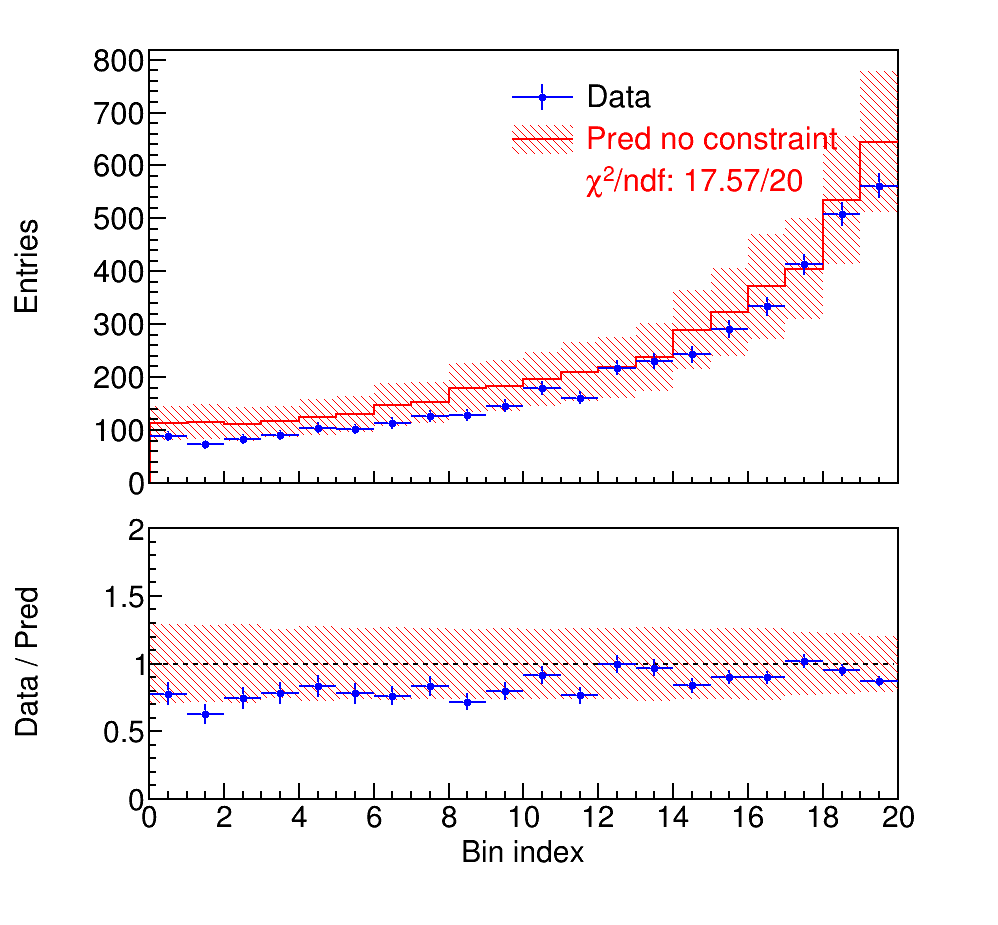 800
700
600
500
400
300
200
100
0
Entries
Data
Pred no constraint
χ²/ndf: 17.57/20
2
1.5
1
0.5
0
Data / Pred
0 2 4 6 8 10 12 14 16 18 20
Bin index